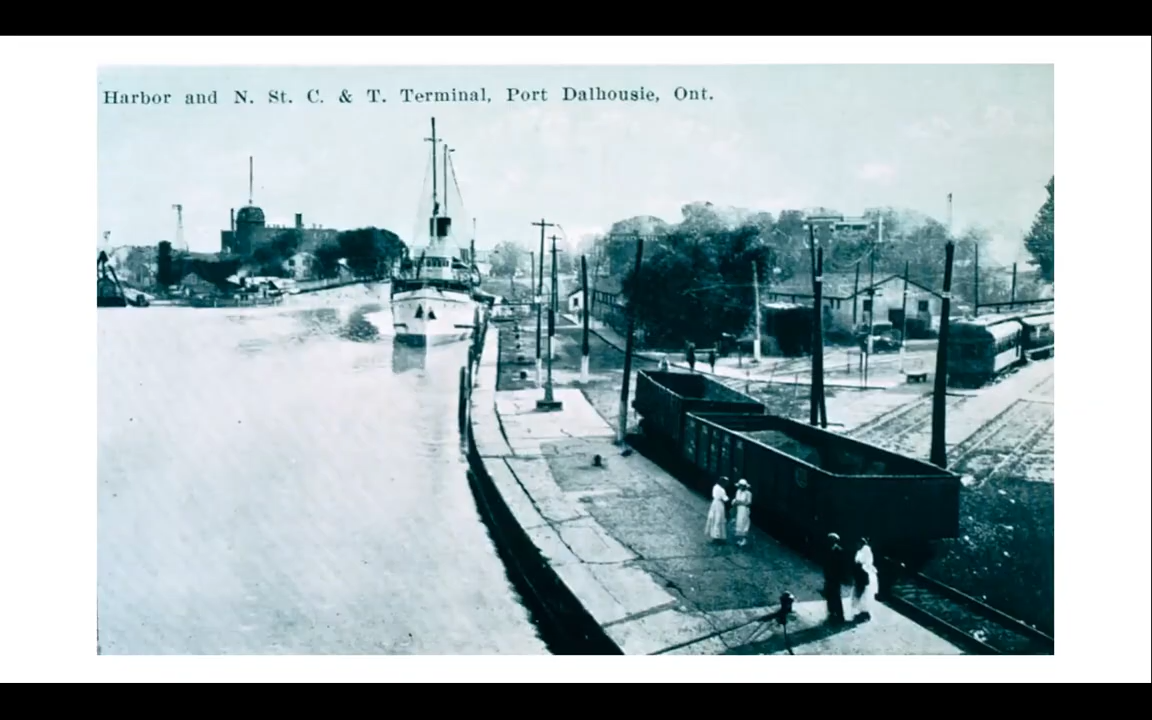 Harbor and N. St. C. & T. Terminal, Port Dalhousie, Ont.